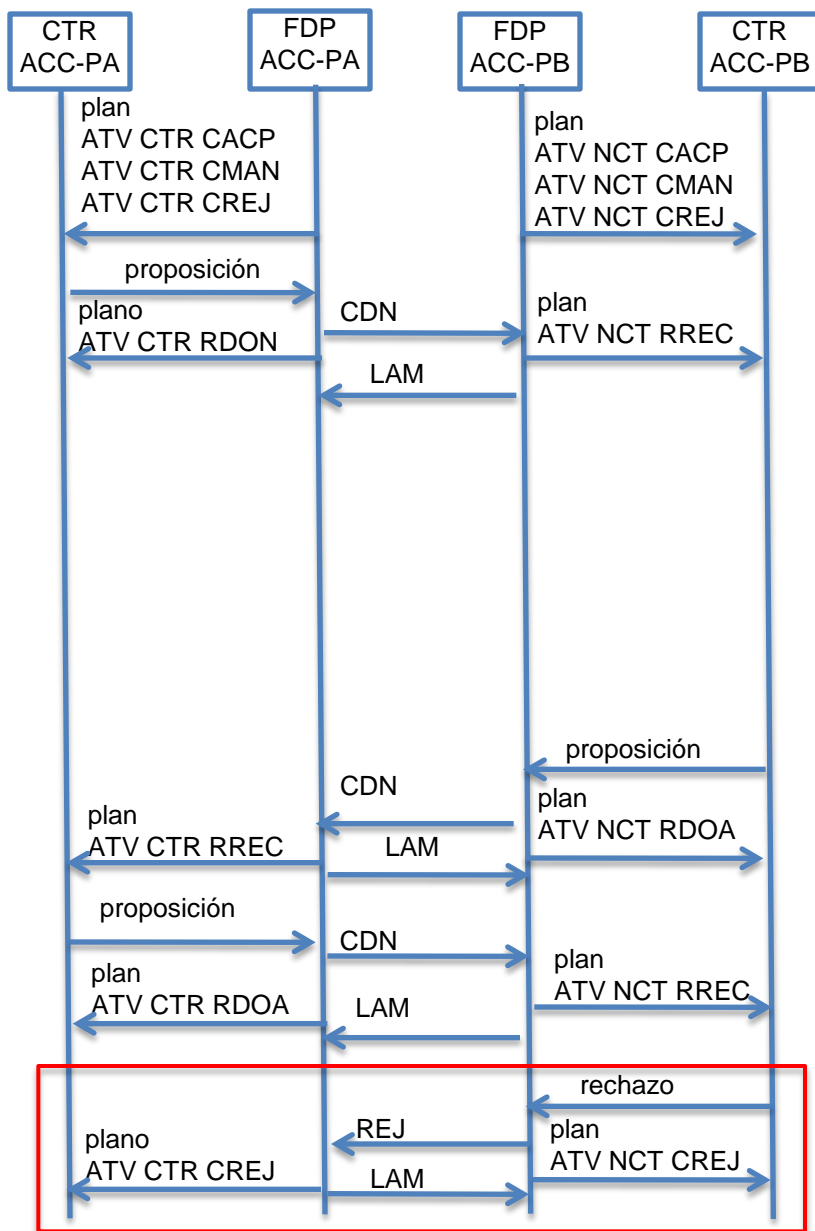 CTR
ACC-PA
FDP
ACC-PA
FDP
ACC-PB
CTR
ACC-PB
plan
ATV CTR CACP
ATV CTR CMAN
ATV CTR CREJ
plan
ATV NCT CACP
ATV NCT CMAN
ATV NCT CREJ
proposición
plano
ATV CTR RDON
CDN
plan
ATV NCT RREC
LAM
proposición
CDN
plan
ATV NCT RDOA
plan
ATV CTR RREC
LAM
proposición
CDN
plan
ATV NCT RREC
plan
ATV CTR RDOA
LAM
rechazo
REJ
plan
ATV NCT CREJ
plano
ATV CTR CREJ
LAM